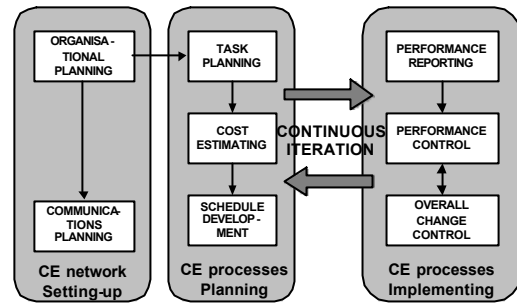 ORGANISA-
TIONAL
PLANNING
COMMUNICA-
TIONS
PLANNING
CE network
Setting-up
TASK
PLANNING
COST
ESTIMATING
SCHEDULE
DEVELOP-
MENT
CE processes
Planning
CONTINUOUS
ITERATION
PERFORMANCE
REPORTING
PERFORMANCE
CONTROL
OVERALL
CHANGE
CONTROL
CE processes
Implementing